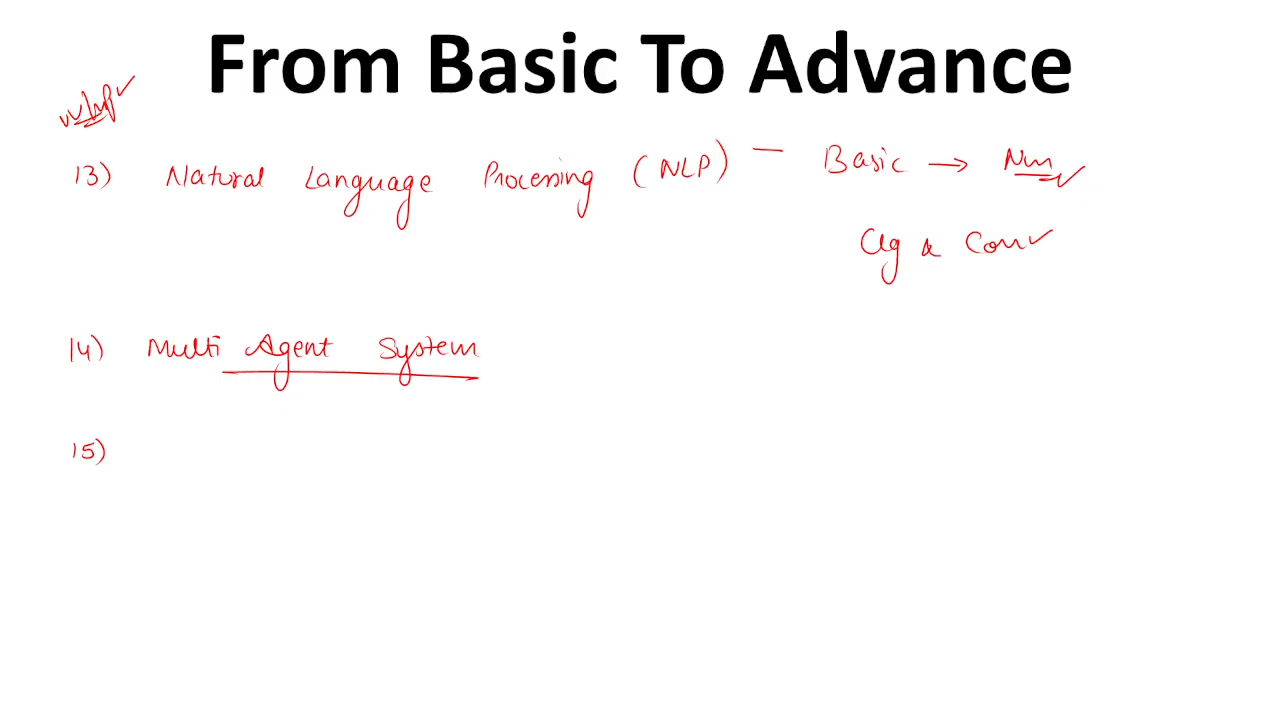 From Basic To Advance
13) Natural Language Processing (NLP) — Basic →
14) Multi Agent System
15)